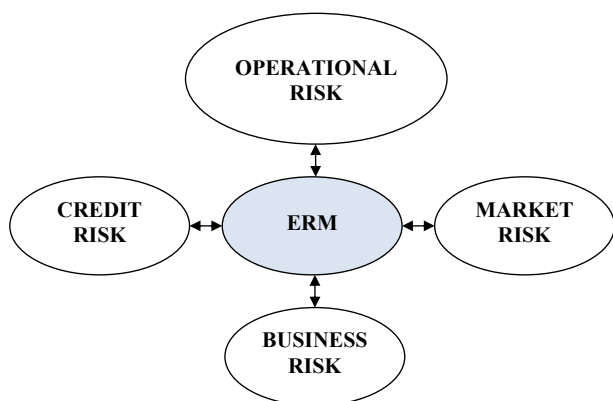 OPERATIONAL
RISK
CREDIT
RISK
ERM
MARKET
RISK
BUSINESS
RISK